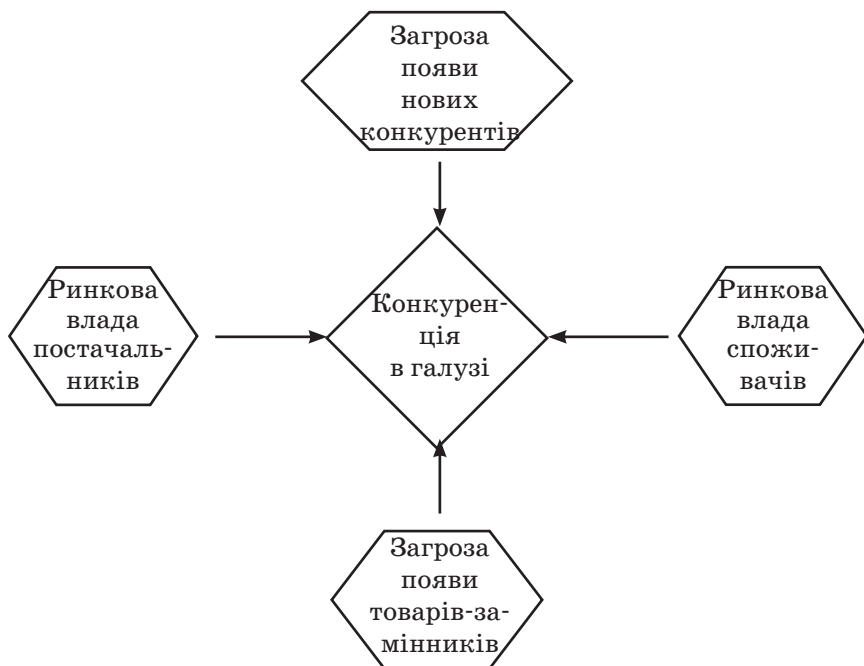 Загроза
появи
нових
конкурентів
Ринкова
влада
постачаль-
ників
Конкурен-
ція
в галузі
Ринкова
влада
спожи-
вачів
Загроза
появи
товарів-за-
мінників